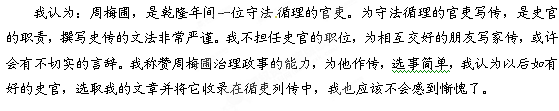 我认为：周梅圃，是乾隆年间一位守法循理的官吏。为守法循理的官吏写传，是史官
的职责，撰写史传的文法非常严谨。我不担任史官的职位，为相互交好的朋友写家传，或许
会有不切实的言辞。我称赞周梅圃治理政事的能力，为他作传，选事简单，我认为以后如有
好的史官，选取我的文章并将它收录在循吏列传中，我也应该不会感到惭愧了。